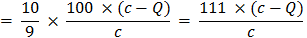 = 10/9 × 100 × (c – Q)/c = 111 × (c – Q)/c